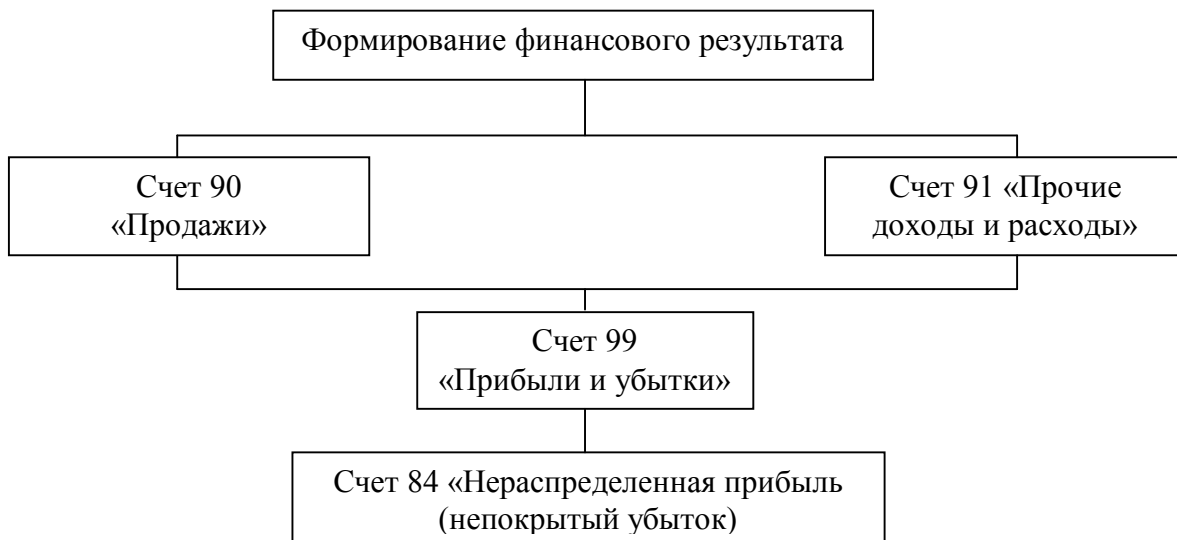 Формирование финансового результата
Счет 90
«Продажи»
Счет 91 «Прочие
доходы и расходы»
Счет 99
«Прибыли и убытки»
Счет 84 «Нераспределенная прибыль
(непокрытый убыток)